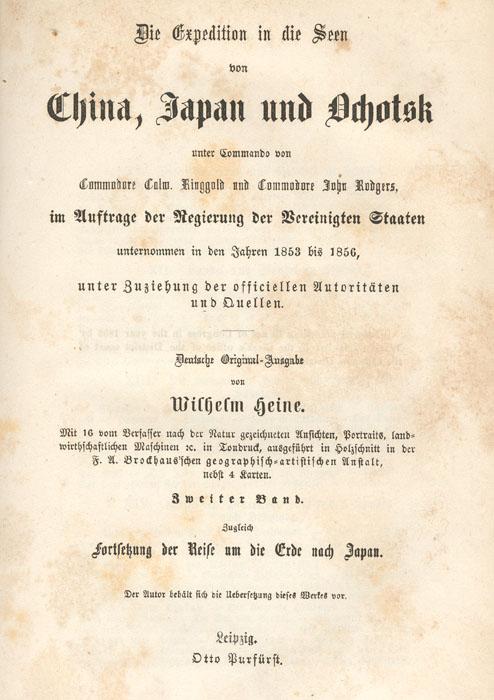 Die Expedition in die Seen
von
China, Japan und Ochotsk
unter Commando von
Commodore Colw. Ringgold und Commodore John Rodgers,
im Auftrage der Regierung der Vereinigten Staaten
unternommen in den Jahren 1853 bis 1856,
unter Zuziehung der officiellen Autoritäten
und Quellen.
Deutsche Original-Ausgabe
von
Wilhelm Heine.
Mit 16 vom Verfasser nach der Natur gezeichneten Ansichten, Portraits, land-
wirthschaftlichen Maschinen ꝛc. in Tondruck, ausgeführt in Holzschnitt in der
F. A. Brockhaus'schen geographisch-artistischen Anstalt,
nebst 4 Karten.
Zweiter Band.
Zugleich
Fortsetzung der Reise um die Erde nach Japan.
Der Autor behält sich die Uebersetzung dieses Werkes vor.
Leipzig.
Otto Purfürst.